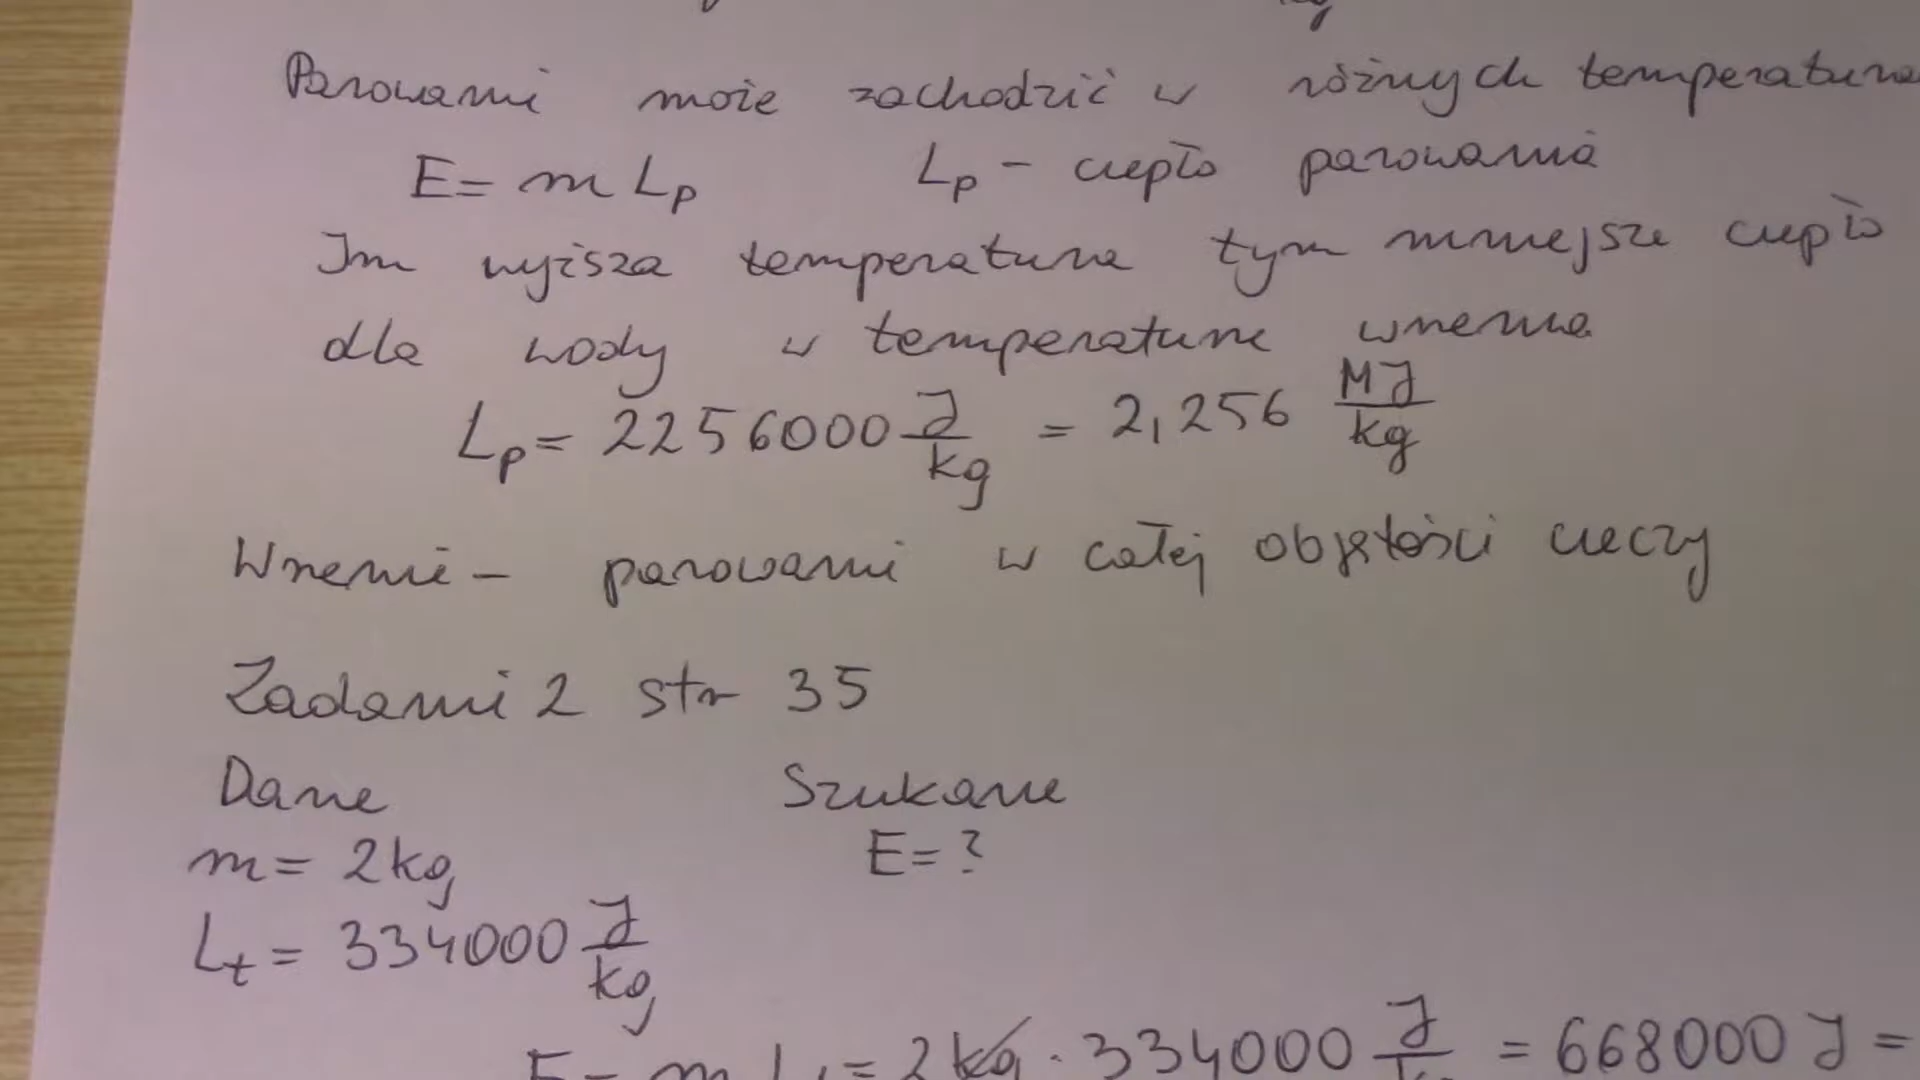 Parowanie może zachodzić w różnych temperatura
E = m Lp    Lp - ciepło parowania
Im wyższa temperatura tym mniejsze ciepło
dla wody w temperaturze wrzenia
Lp = 2256000 J/kg = 2,256 MJ/kg
Wrzenie - parowanie w całej objętości cieczy
Zadanie 2 str 35
Dane    Szukane
m = 2kg    E = ?
Lt = 334000 J/kg
E = m L = 2kg · 334000 J/k = 668000 J =